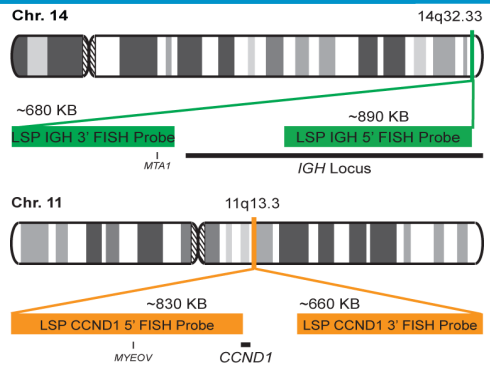 Chr. 14
14q32.33
~680 KB
~890 KB
LSP IGH 3’ FISH Probe
LSP IGH 5’ FISH Probe
MTA1
IGH Locus
Chr. 11
11q13.3
~830 KB
~660 KB
LSP CCND1 5’ FISH Probe
LSP CCND1 3’ FISH Probe
MYEOV
CCND1